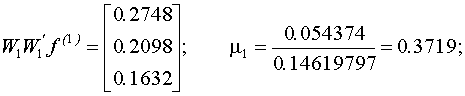 W₁W₁′f⁽¹⁾ = [0.2748 0.2098 0.1632]; μ₁ = 0.054374 / 0.14619797 = 0.3719;